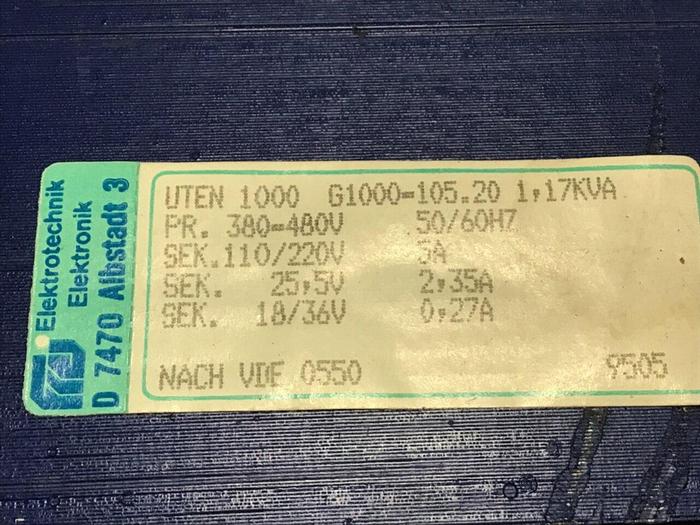 Elektrotechnik
Elektronik
D 7470 Albstadt 3
UTEN 1000 G1000-105.20 1,17KVA
PR. 380-480V 50/60HZ
SEK.110/220V 5A
SEK. 25,5V 2,35A
SEK. 18/36V 0,27A
NACH VDE 0550 9505